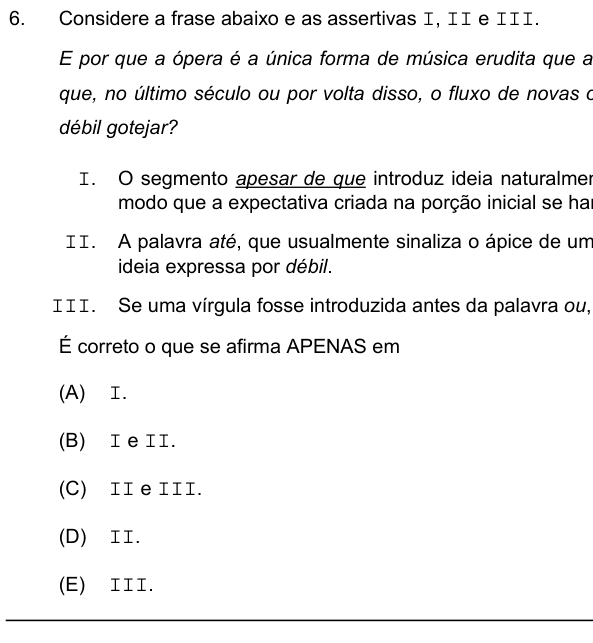 6. Considere a frase abaixo e as assertivas I, II e III.
E por que a ópera é a única forma de música erudita que a
que, no último século ou por volta disso, o fluxo de novas
débil gotejar?
I. O segmento apesar de que introduz ideia
modo que a expectativa criada na porção inicial se
II. A palavra até, que usualmente sinaliza o ápice de um
ideia expressa por débil.
III. Se uma vírgula fosse introduzida antes da palavra ou,
É correto o que se afirma APENAS em
(A) I.
(B) I e II.
(C) II e III.
(D) II.
(E) III.